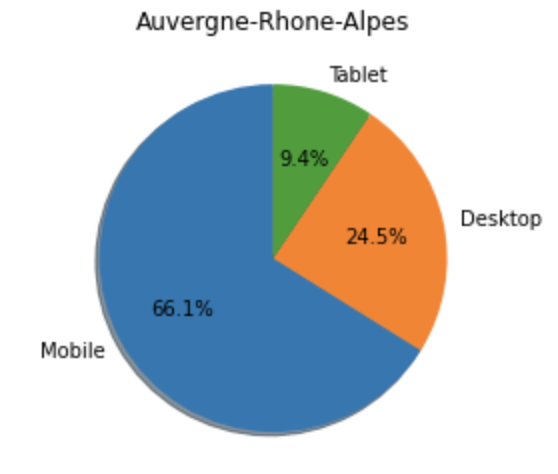 Auvergne-Rhone-Alpes
Tablet
9.4%
Desktop
24.5%
66.1%
Mobile